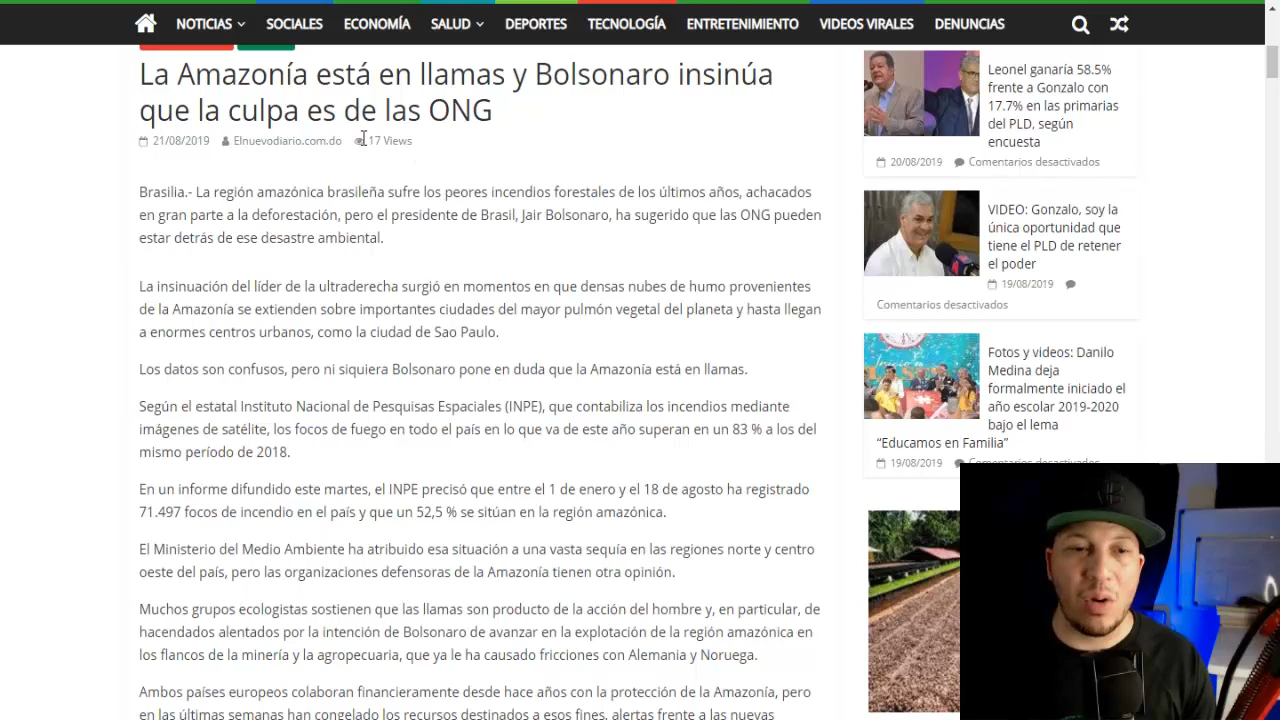 NOTICIAS SOCIALES ECONOMÍA SALUD DEPORTES TECNOLOGÍA ENTRETENIMIENTO VIDEOS VIRALES DENUNCIAS
La Amazonía está en llamas y Bolsonaro insinúa
que la culpa es de las ONG
21/08/2019 Elnuevodiario.com.do 17 Views
Brasilia.- La región amazónica brasileña sufre los peores incendios forestales de los últimos años, achacados
en gran parte a la deforestación, pero el presidente de Brasil, Jair Bolsonaro, ha sugerido que las ONG pueden
estar detrás de ese desastre ambiental.
La insinuación del líder de la ultraderecha surgió en momentos en que densas nubes de humo provenientes
de la Amazonía se extienden sobre importantes ciudades del mayor pulmón vegetal del planeta y hasta llegan
a enormes centros urbanos, como la ciudad de Sao Paulo.
Los datos son confusos, pero ni siquiera Bolsonaro pone en duda que la Amazonía está en llamas.
Según el estatal Instituto Nacional de Pesquisas Espaciales (INPE), que contabiliza los incendios mediante
imágenes de satélite, los focos de fuego en todo el país en lo que va de este año superan en un 83 % a los del
mismo período de 2018.
En un informe difundido este martes, el INPE precisó que entre el 1 de enero y el 18 de agosto ha registrado
71.497 focos de incendio en el país y que un 52,5 % se sitúan en la región amazónica.
El Ministerio del Medio Ambiente ha atribuido esa situación a una vasta sequía en las regiones norte y centro
oeste del país, pero las organizaciones defensoras de la Amazonía tienen otra opinión.
Muchos grupos ecologistas sostienen que las llamas son producto de la acción del hombre y, en particular, de
hacendados alentados por la intención de Bolsonaro de avanzar en la explotación de la región amazónica en
los flancos de la minería y la agropecuaria, que ya le ha causado fricciones con Alemania y Noruega.
Ambos países europeos colaboran financieramente desde hace años con la protección de la Amazonía, pero
en las últimas semanas han congelado los recursos destinados a esos fines, alertas frente a las nuevas
Leonel ganaría 58.5%
frente a Gonzalo con
17.7% en las primarias
del PLD, según
encuesta
20/08/2019 Comentarios desactivados
VIDEO: Gonzalo, soy la
única oportunidad que
tiene el PLD de retener
el poder
19/08/2019
Comentarios desactivados
Fotos y videos: Danilo
Medina deja
formalmente iniciado el
año escolar 2019-2020
bajo el lema
“Educamos en Familia”
19/08/2019 Comentarios desactivados